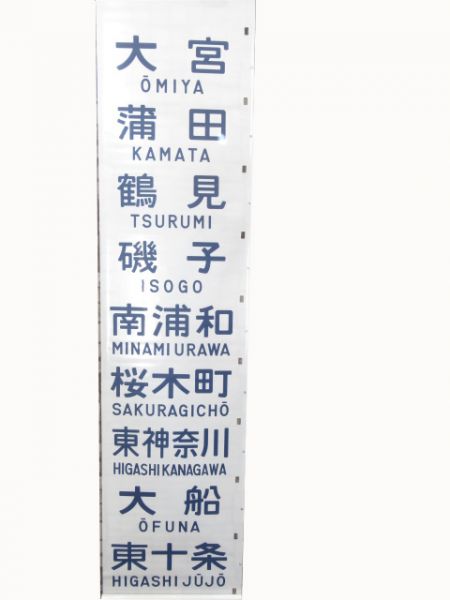 大宮
ŌMIYA
蒲田
KAMATA
鶴見
TSURUMI
磯子
ISOGO
南浦和
MINAMIURAWA
桜木町
SAKURAGICHŌ
東神奈川
HIGASHIKANAGAWA
大船
ŌFUNA
東十条
HIGASHIJŪJŌ